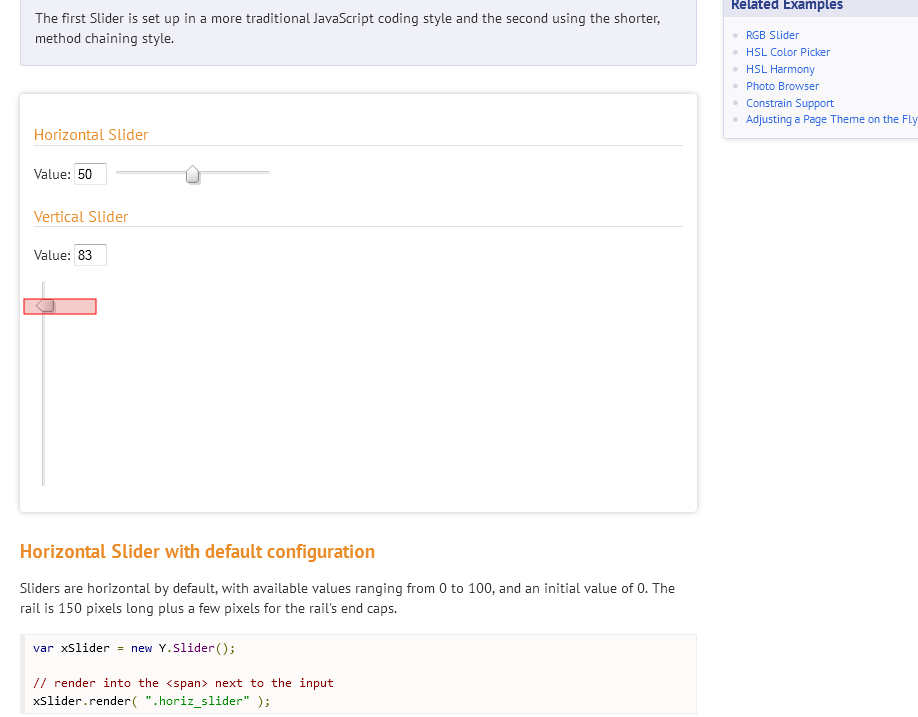 The first Slider is set up in a more traditional JavaScript coding style and the second using the shorter,
method chaining style.
Related Examples
RGB Slider
HSL Color Picker
HSL Harmony
Photo Browser
Constrain Support
Adjusting a Page Theme on the Fly
Horizontal Slider
Value: 50
Vertical Slider
Value: 83
Horizontal Slider with default configuration
Sliders are horizontal by default, with available values ranging from 0 to 100, and an initial value of 0. The
rail is 150 pixels long plus a few pixels for the rail's end caps.
var xSlider = new Y.Slider();
// render into the <span> next to the input
xSlider.render( ".horiz_slider" );